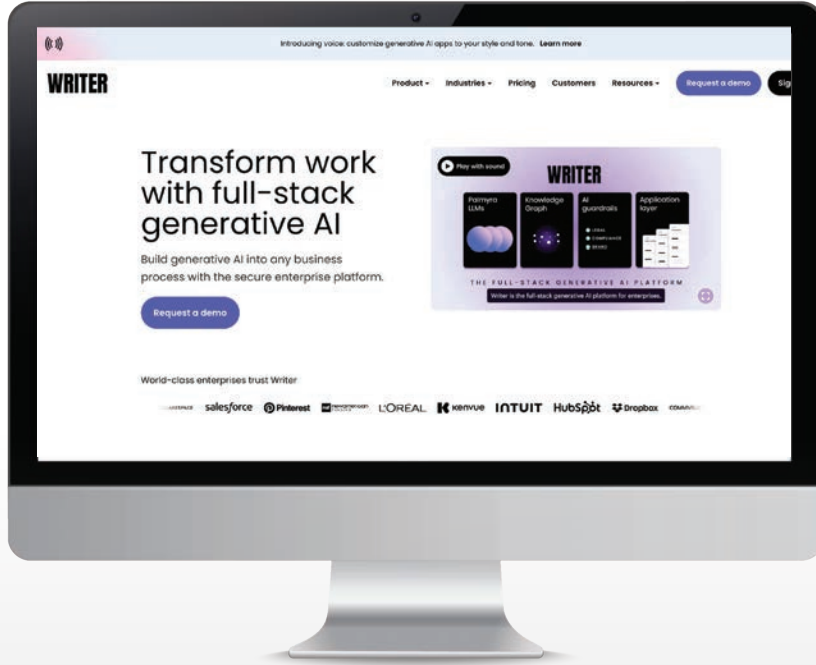 Introducing voice: customize generative AI apps to your style and tone. Learn more
WRITER
Product
Industries
Pricing
Customers
Resources
Request a demo
Transform work
with full-stack
generative AI
Build generative AI into any business
process with the secure enterprise platform.
Request a demo
Play with sound
WRITER
Palmyra
LLMs
Knowledge
Graph
AI
guardrails
LEGAL
COMPLIANCE
BRAND
Application
layer
THE FULL-STACK GENERATIVE AI PLATFORM
Writer is the full-stack generative AI platform for enterprises.
World-class enterprises trust Writer
salesforce
Pinterest
L'ORÉAL
kenvue
INTUIT
HubSpot
Dropbox